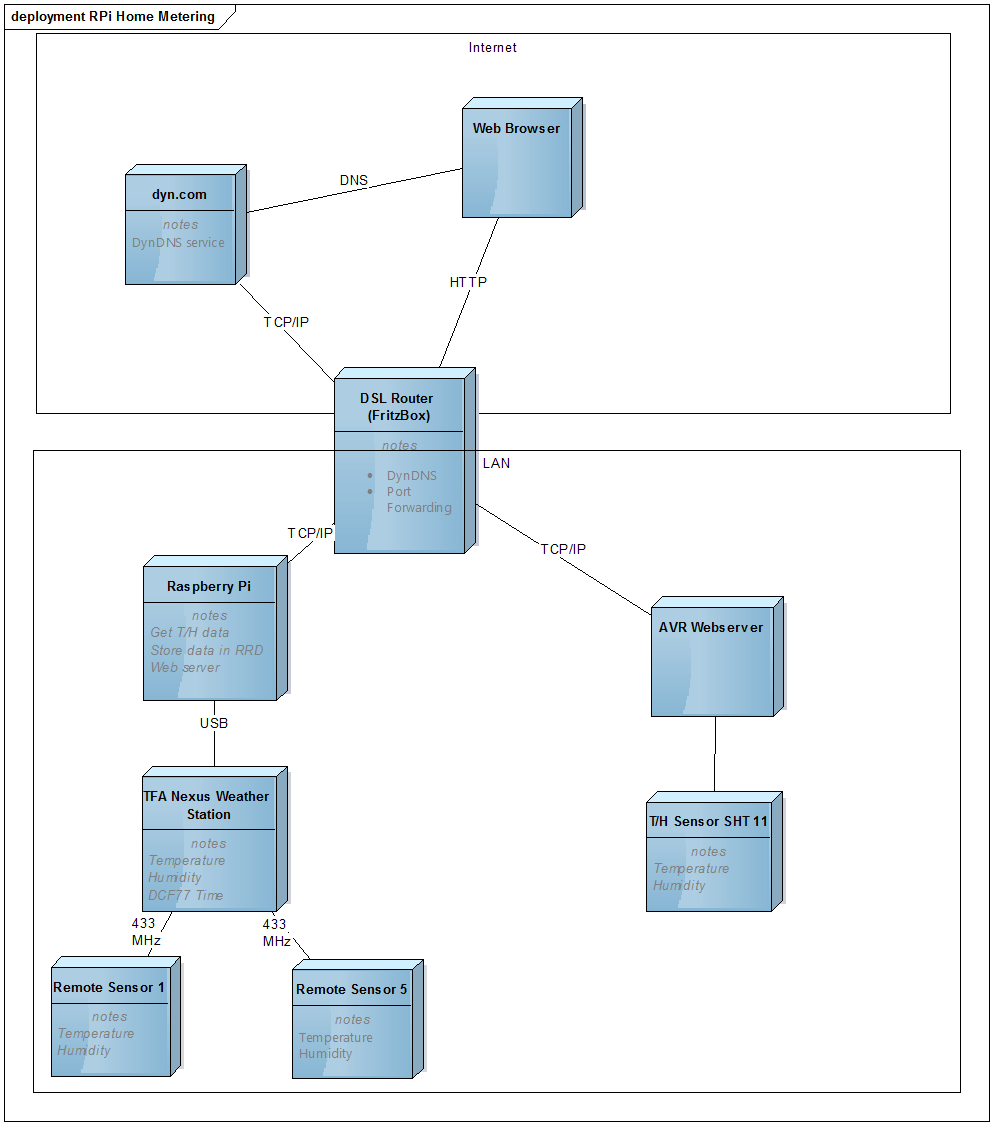 deployment RPi Home Metering
Internet
Web Browser
DNS
dyn.com
notes
DynDNS service
HTTP
TCP/IP
DSL Router
(FritzBox)
notes
• DynDNS
• Port
Forwarding
LAN
TCP/IP
TCP/IP
Raspberry Pi
notes
Get T/H data
Store data in RRD
Web server
AVR Webserver
USB
TFA Nexus Weather
Station
notes
Temperature
Humidity
DCF77 Time
T/H Sensor SHT 11
notes
Temperature
Humidity
433
MHz
433
MHz
Remote Sensor 1
notes
Temperature
Humidity
Remote Sensor 5
notes
Temperature
Humidity